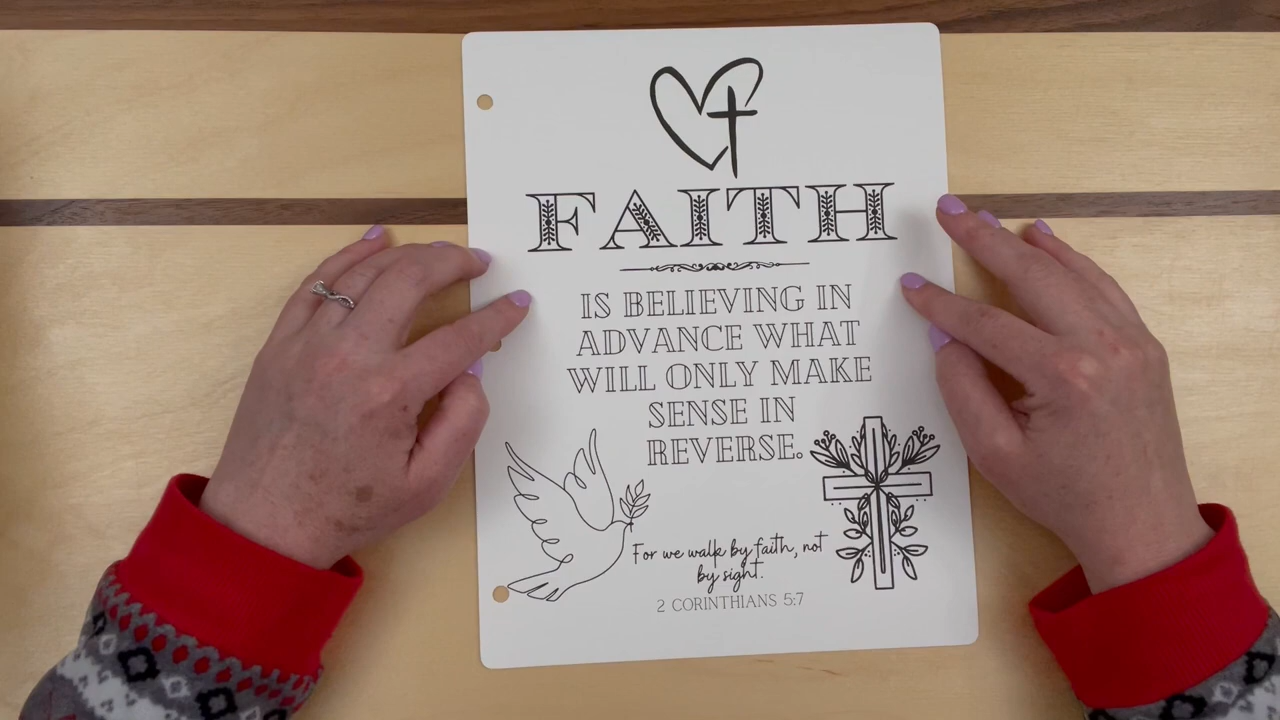 FAITH
IS BELIEVING IN
ADVANCE WHAT
WILL ONLY MAKE
SENSE IN
REVERSE.
For we walk by faith, not
by sight.
2 CORINTHIANS 5:7